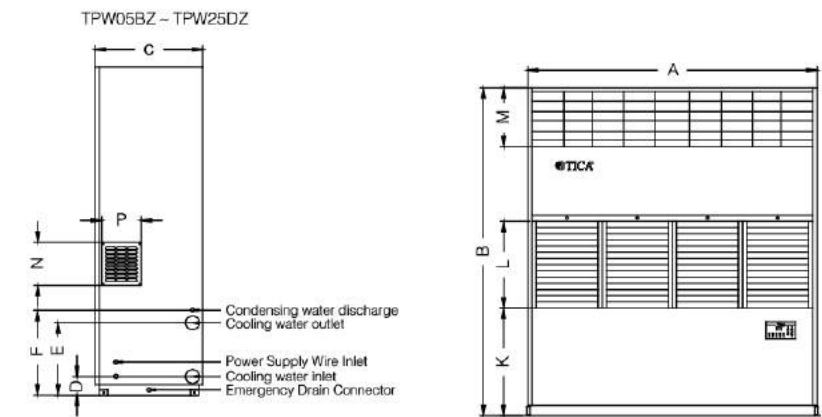 TPW05BZ ~ TPW25DZ
C
A
M
TICA
P
B
N
L
Condensing water discharge
Cooling water outlet
F
E
K
Power Supply Wire Inlet
D
Cooling water inlet
Emergency Drain Connector